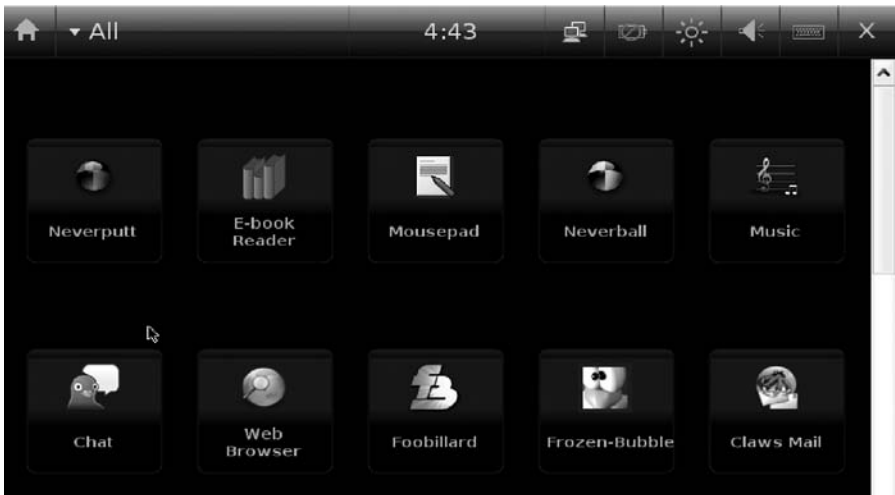 All
4:43
Neverputt
E-book
Reader
Mousepad
Neverball
Music
Chat
Web
Browser
Foobillard
Frozen-Bubble
Claws Mail